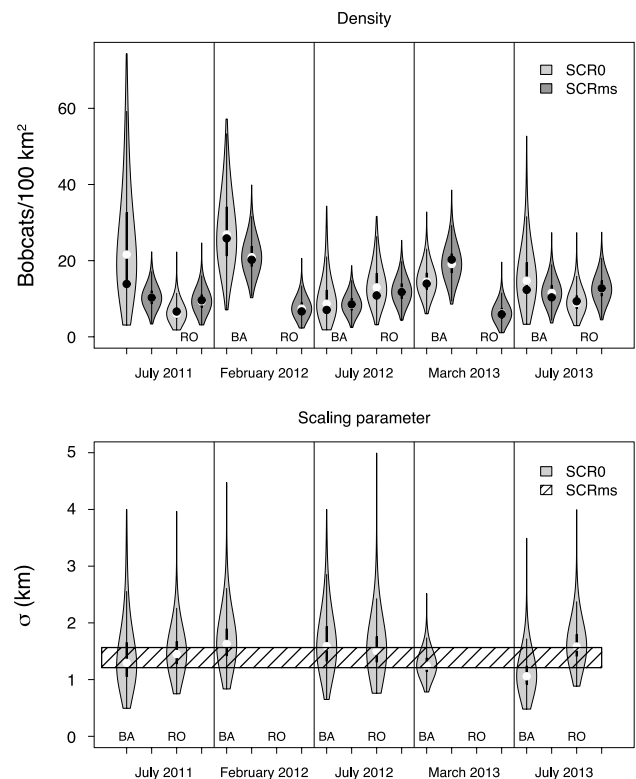 Density
Bobcats/100 km²
60
40
20
0
SCR0
SCRms
RO
BA
RO
BA
RO
BA
RO
BA
RO
July 2011
February 2012
July 2012
March 2013
July 2013
Scaling parameter
σ (km)
5
4
3
2
1
0
SCR0
SCRms
BA
RO
BA
RO
BA
RO
BA
RO
BA
RO
July 2011
February 2012
July 2012
March 2013
July 2013